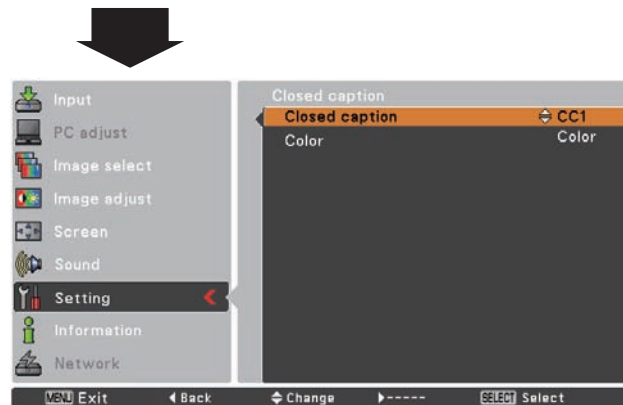 Input
PC adjust
Image select
Image adjust
Screen
Sound
Setting
Information
Network
Closed caption
Closed caption CC1
Color Color
MENU Exit Back Change ----- SELECT Select